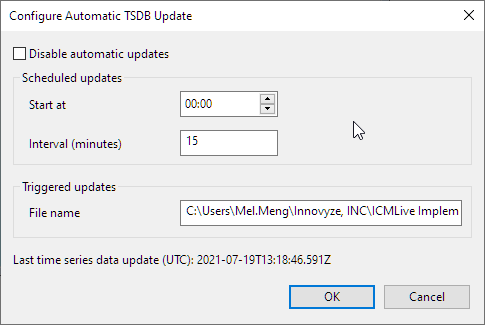 Configure Automatic TSDB Update
Disable automatic updates
Scheduled updates
Start at
00:00
Interval (minutes)
15
Triggered updates
File name
C:\Users\Mel.Meng\Innovyze, INC\ICMLive Implem
Last time series data update (UTC): 2021-07-19T13:18:46.591Z
OK
Cancel